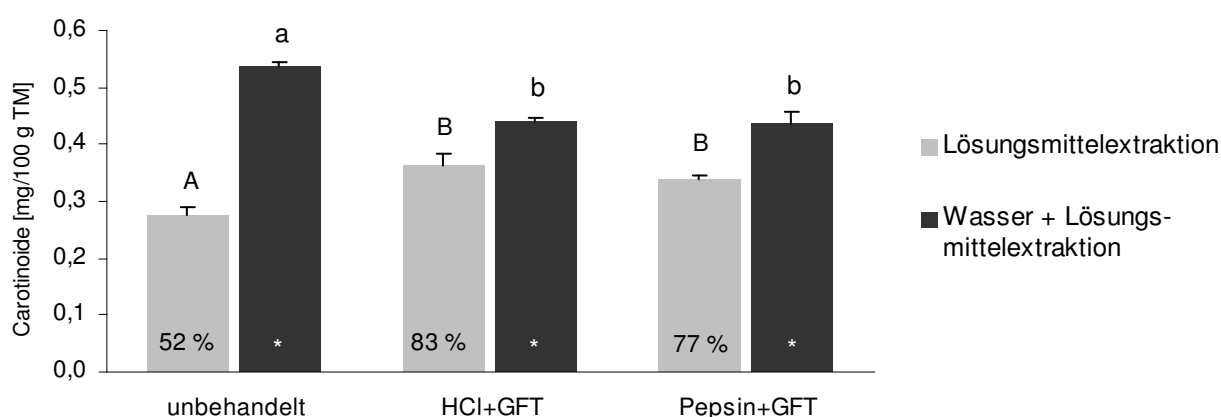 Carotinoide [mg/100 g TM]
0,6
0,5
0,4
0,3
0,2
0,1
0,0
A
a
B
b
B
b
52 %
*
83 %
*
77 %
*
unbehandelt
HCl+GFT
Pepsin+GFT
Lösungsmittelextraktion
Wasser + Lösungs-
mittelextraktion